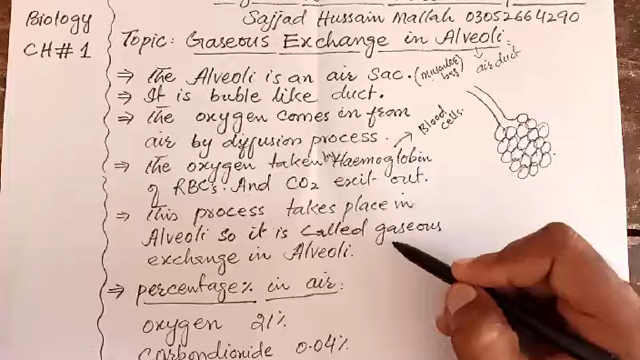 Biology
CH# 1
Sajjad Hussain Mallah 03052664290
Topic: Gaseous Exchange in Alveoli.
air duct
⇒ The Alveoli is an air sac. (
⇒ It is buble like duct.
⇒ The oxygen comes in from
air by diffusion process.
Blood cells.
⇒ The oxygen taken by Haemoglobin
of RBC's. And CO2 exit out.
⇒ This process takes place in
Alveoli so it is called gaseous
exchange in Alveoli.
⇒ percentage% in air:
oxygen 21%
carbondioxide 0.04%